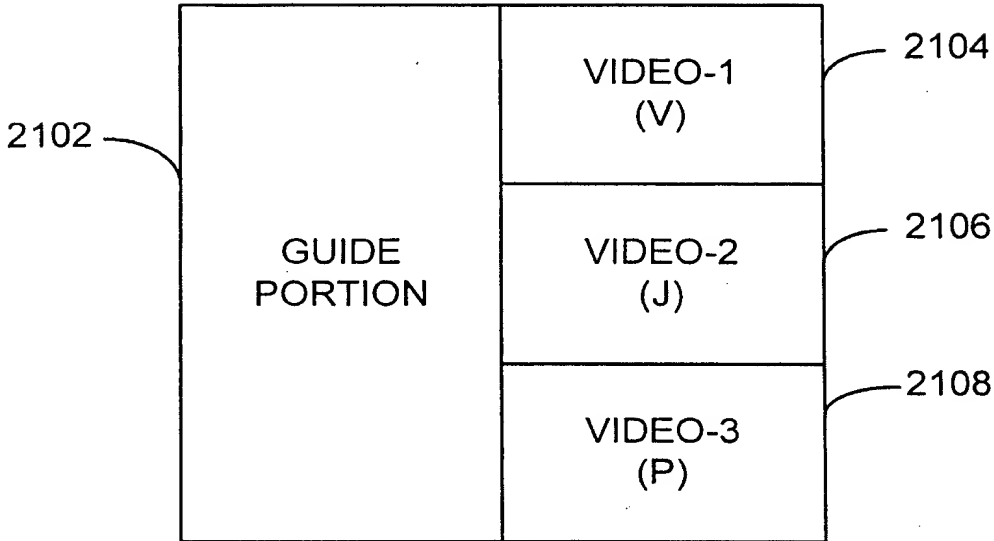 2102
GUIDE
PORTION
VIDEO-1
(V)
2104
VIDEO-2
(J)
2106
VIDEO-3
(P)
2108